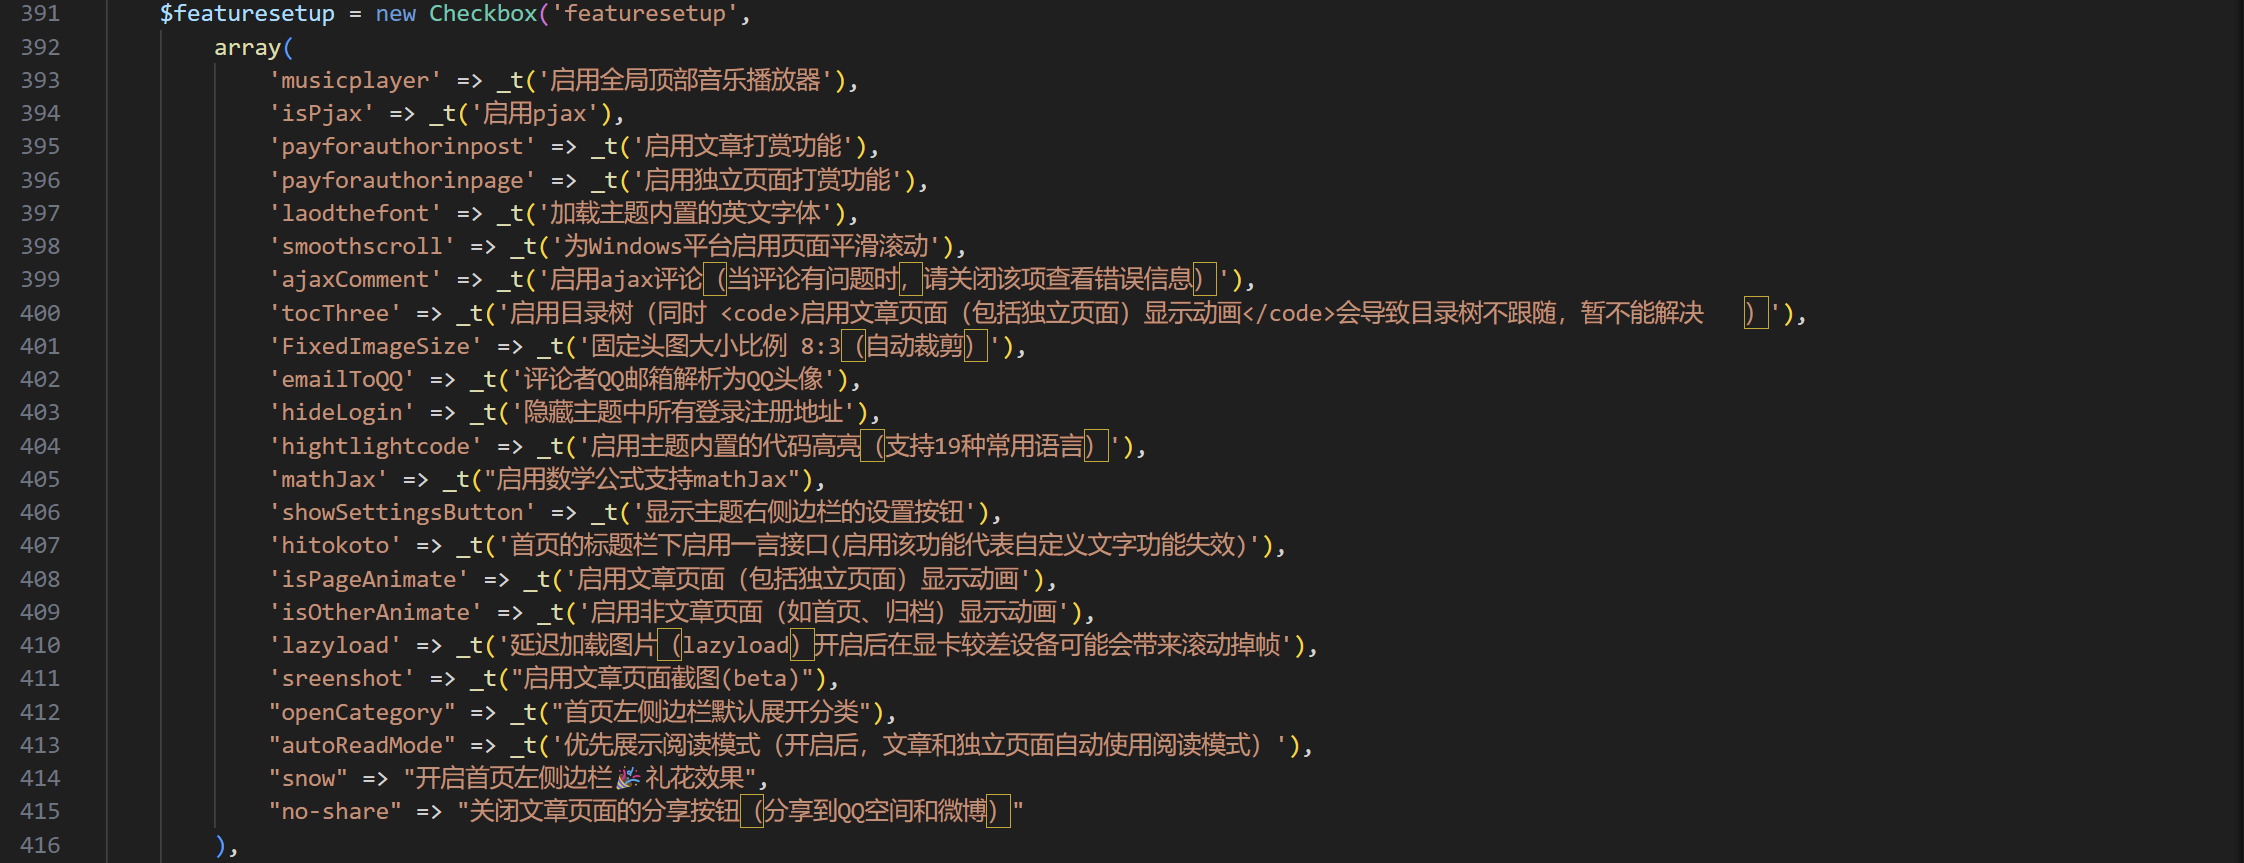 391 $featuresetup = new Checkbox('featuresetup',
392 array(
393 'musicplayer' => _t('启用全局顶部音乐播放器'),
394 'isPjax' => _t('启用pjax'),
395 'payforauthorinpost' => _t('启用文章打赏功能'),
396 'payforauthorinpage' => _t('启用独立页面打赏功能'),
397 'laodthefont' => _t('加载主题内置的英文字体'),
398 'smoothscroll' => _t('为Windows平台启用页面平滑滚动'),
399 'ajaxComment' => _t('启用ajax评论（当评论有问题时，请关闭该项查看错误信息）'),
400 'tocThree' => _t('启用目录树（同时 <code>启用文章页面（包括独立页面）显示动画</code>会导致目录树不跟随，暂不能解决 ）'),
401 'FixedImageSize' => _t('固定头图大小比例 8:3（自动裁剪）'),
402 'emailToQQ' => _t('评论者QQ邮箱解析为QQ头像'),
403 'hideLogin' => _t('隐藏主题中所有登录注册地址'),
404 'hightlightcode' => _t('启用主题内置的代码高亮（支持19种常用语言）'),
405 'mathJax' => _t("启用数学公式支持mathJax"),
406 'showSettingsButton' => _t('显示主题右侧边栏的设置按钮'),
407 'hitokoto' => _t('首页的标题栏下启用一言接口(启用该功能代表自定义文字功能失效)'),
408 'isPageAnimate' => _t('启用文章页面（包括独立页面）显示动画'),
409 'isOtherAnimate' => _t('启用非文章页面（如首页、归档）显示动画'),
410 'lazyload' => _t('延迟加载图片（lazyload）开启后在显卡较差设备可能会带来滚动掉帧'),
411 'sreenshot' => _t("启用文章页面截图(beta)"),
412 "openCategory" => _t("首页左侧边栏默认展开分类"),
413 "autoReadMode" => _t('优先展示阅读模式（开启后，文章和独立页面自动使用阅读模式）'),
414 "snow" => "开启首页左侧边栏🎉礼花效果",
415 "no-share" => "关闭文章页面的分享按钮（分享到QQ空间和微博）"
416 ),